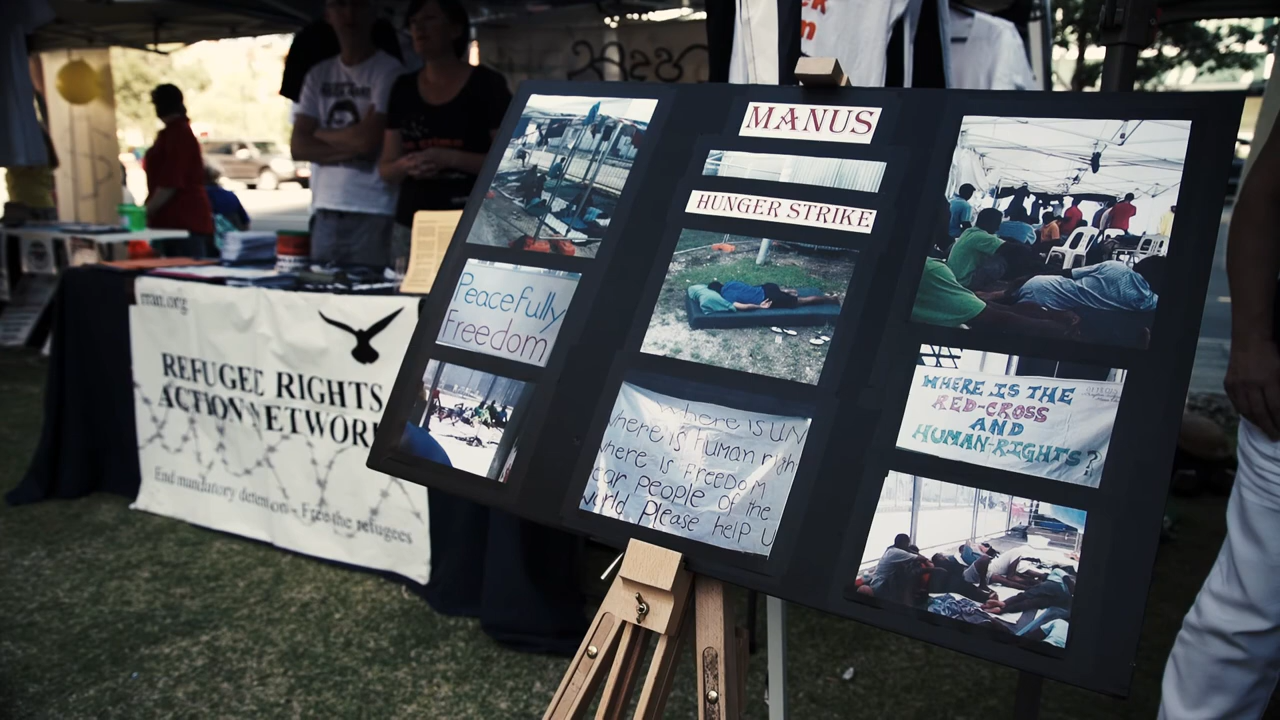 MANUS
HUNGER STRIKE
Peacefully
Freedom
where is UN
where is Human righ
where is Freedom
ear people of the
world Please help U
WHERE IS THE
RED-CROSS
AND
HUMAN-RIGHTS?
rran.org
REFUGEE RIGHTS
ACTION NETWORK
End mandatory detention - Free the refugees